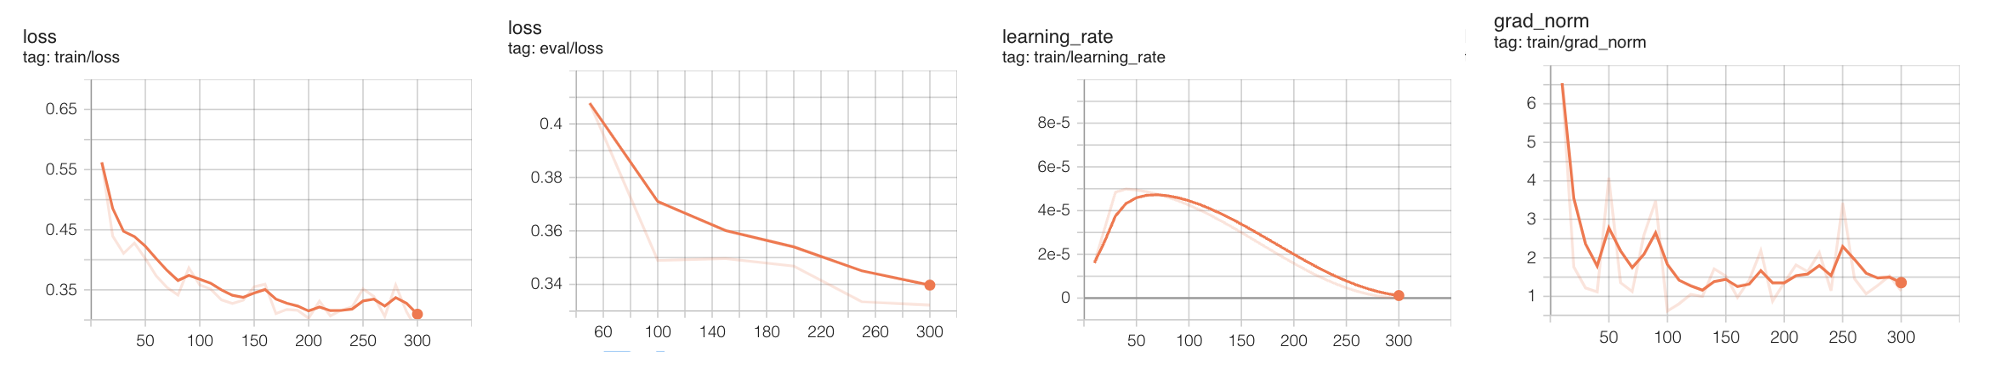 loss
tag: train/loss
0.65
0.55
0.45
0.35
50 100 150 200 250 300
loss
tag: eval/loss
0.4
0.38
0.36
0.34
60 100 140 180 220 260 300
learning_rate
tag: train/learning_rate
8e-5
6e-5
4e-5
2e-5
0
50 100 150 200 250 300
grad_norm
tag: train/grad_norm
6
5
4
3
2
1
50 100 150 200 250 300